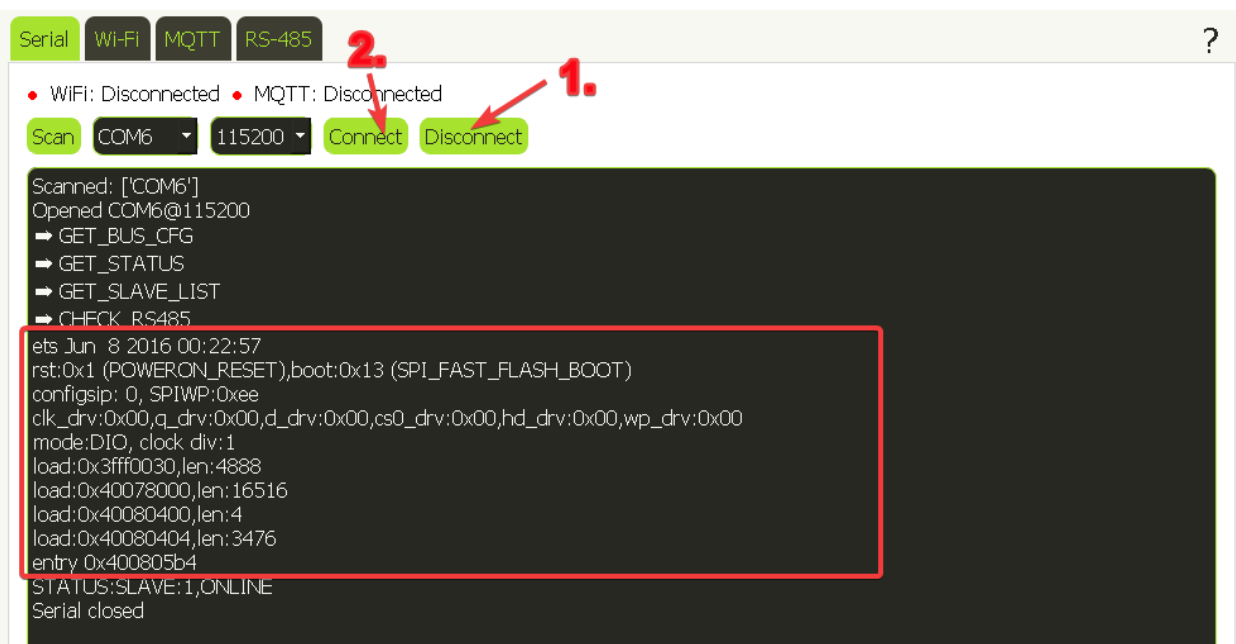 Serial Wi-Fi MQTT RS-485 ?
2. 1.
• WiFi: Disconnected • MQTT: Disconnected
Scan COM6 115200 Connect Disconnect
Scanned: ['COM6']
Opened COM6@115200
➡ GET_BUS_CFG
➡ GET_STATUS
➡ GET_SLAVE_LIST
➡ CHECK_RS485
ets Jun  8 2016 00:22:57
rst:0x1 (POWERON_RESET),boot:0x13 (SPI_FAST_FLASH_BOOT)
configsip: 0, SPIWP:0xee
clk_drv:0x00,q_drv:0x00,d_drv:0x00,cs0_drv:0x00,hd_drv:0x00,wp_drv:0x00
mode:DIO, clock div:1
load:0x3fff0030,len:4888
load:0x40078000,len:16516
load:0x40080400,len:4
load:0x40080404,len:3476
entry 0x400805b4
STATUS:SLAVE:1,ONLINE
Serial closed